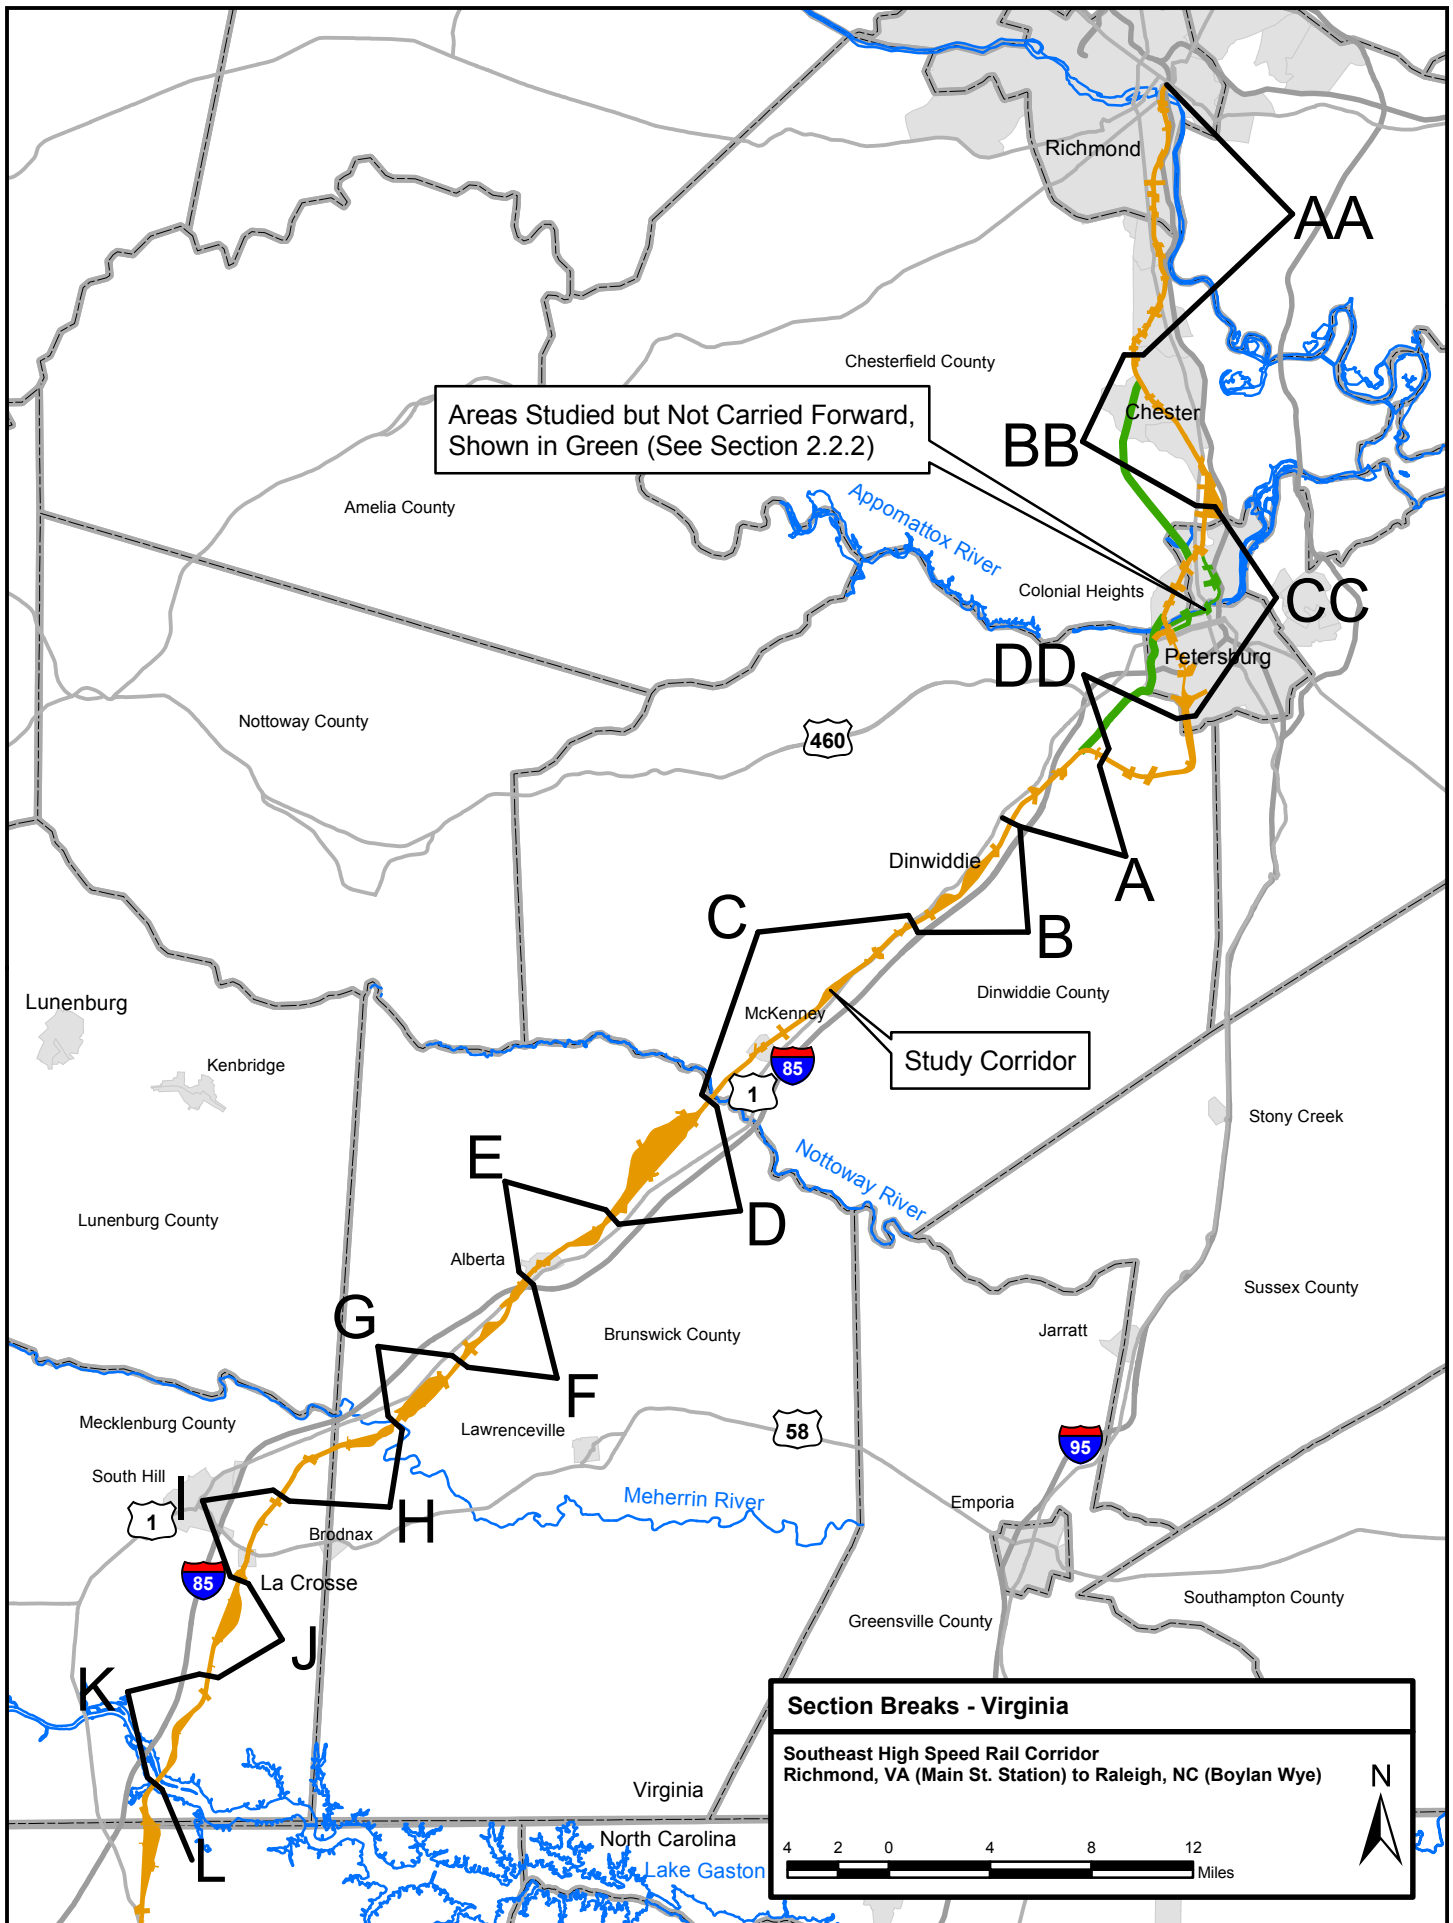 Richmond
AA
Chesterfield County
Areas Studied but Not Carried Forward,
Shown in Green (See Section 2.2.2)
Chester
BB
Amelia County
Appomattox River
Colonial Heights
CC
DD
Petersburg
Nottoway County
460
Dinwiddie
A
C
B
Lunenburg
Dinwiddie County
McKenney
Kenbridge
85
Study Corridor
1
Stony Creek
E
Nottoway River
Lunenburg County
D
Alberta
Sussex County
G
Brunswick County
Jarratt
F
Mecklenburg County
Lawrenceville
58
95
South Hill
I
Meherrin River
Emporia
1
H
Brodnax
85
La Crosse
Southampton County
Greensville County
J
K
Section Breaks - Virginia
Southeast High Speed Rail Corridor
Richmond, VA (Main St. Station) to Raleigh, NC (Boylan Wye)
N
Virginia
North Carolina
L
Lake Gaston
4 2 0 4 8 12
Miles